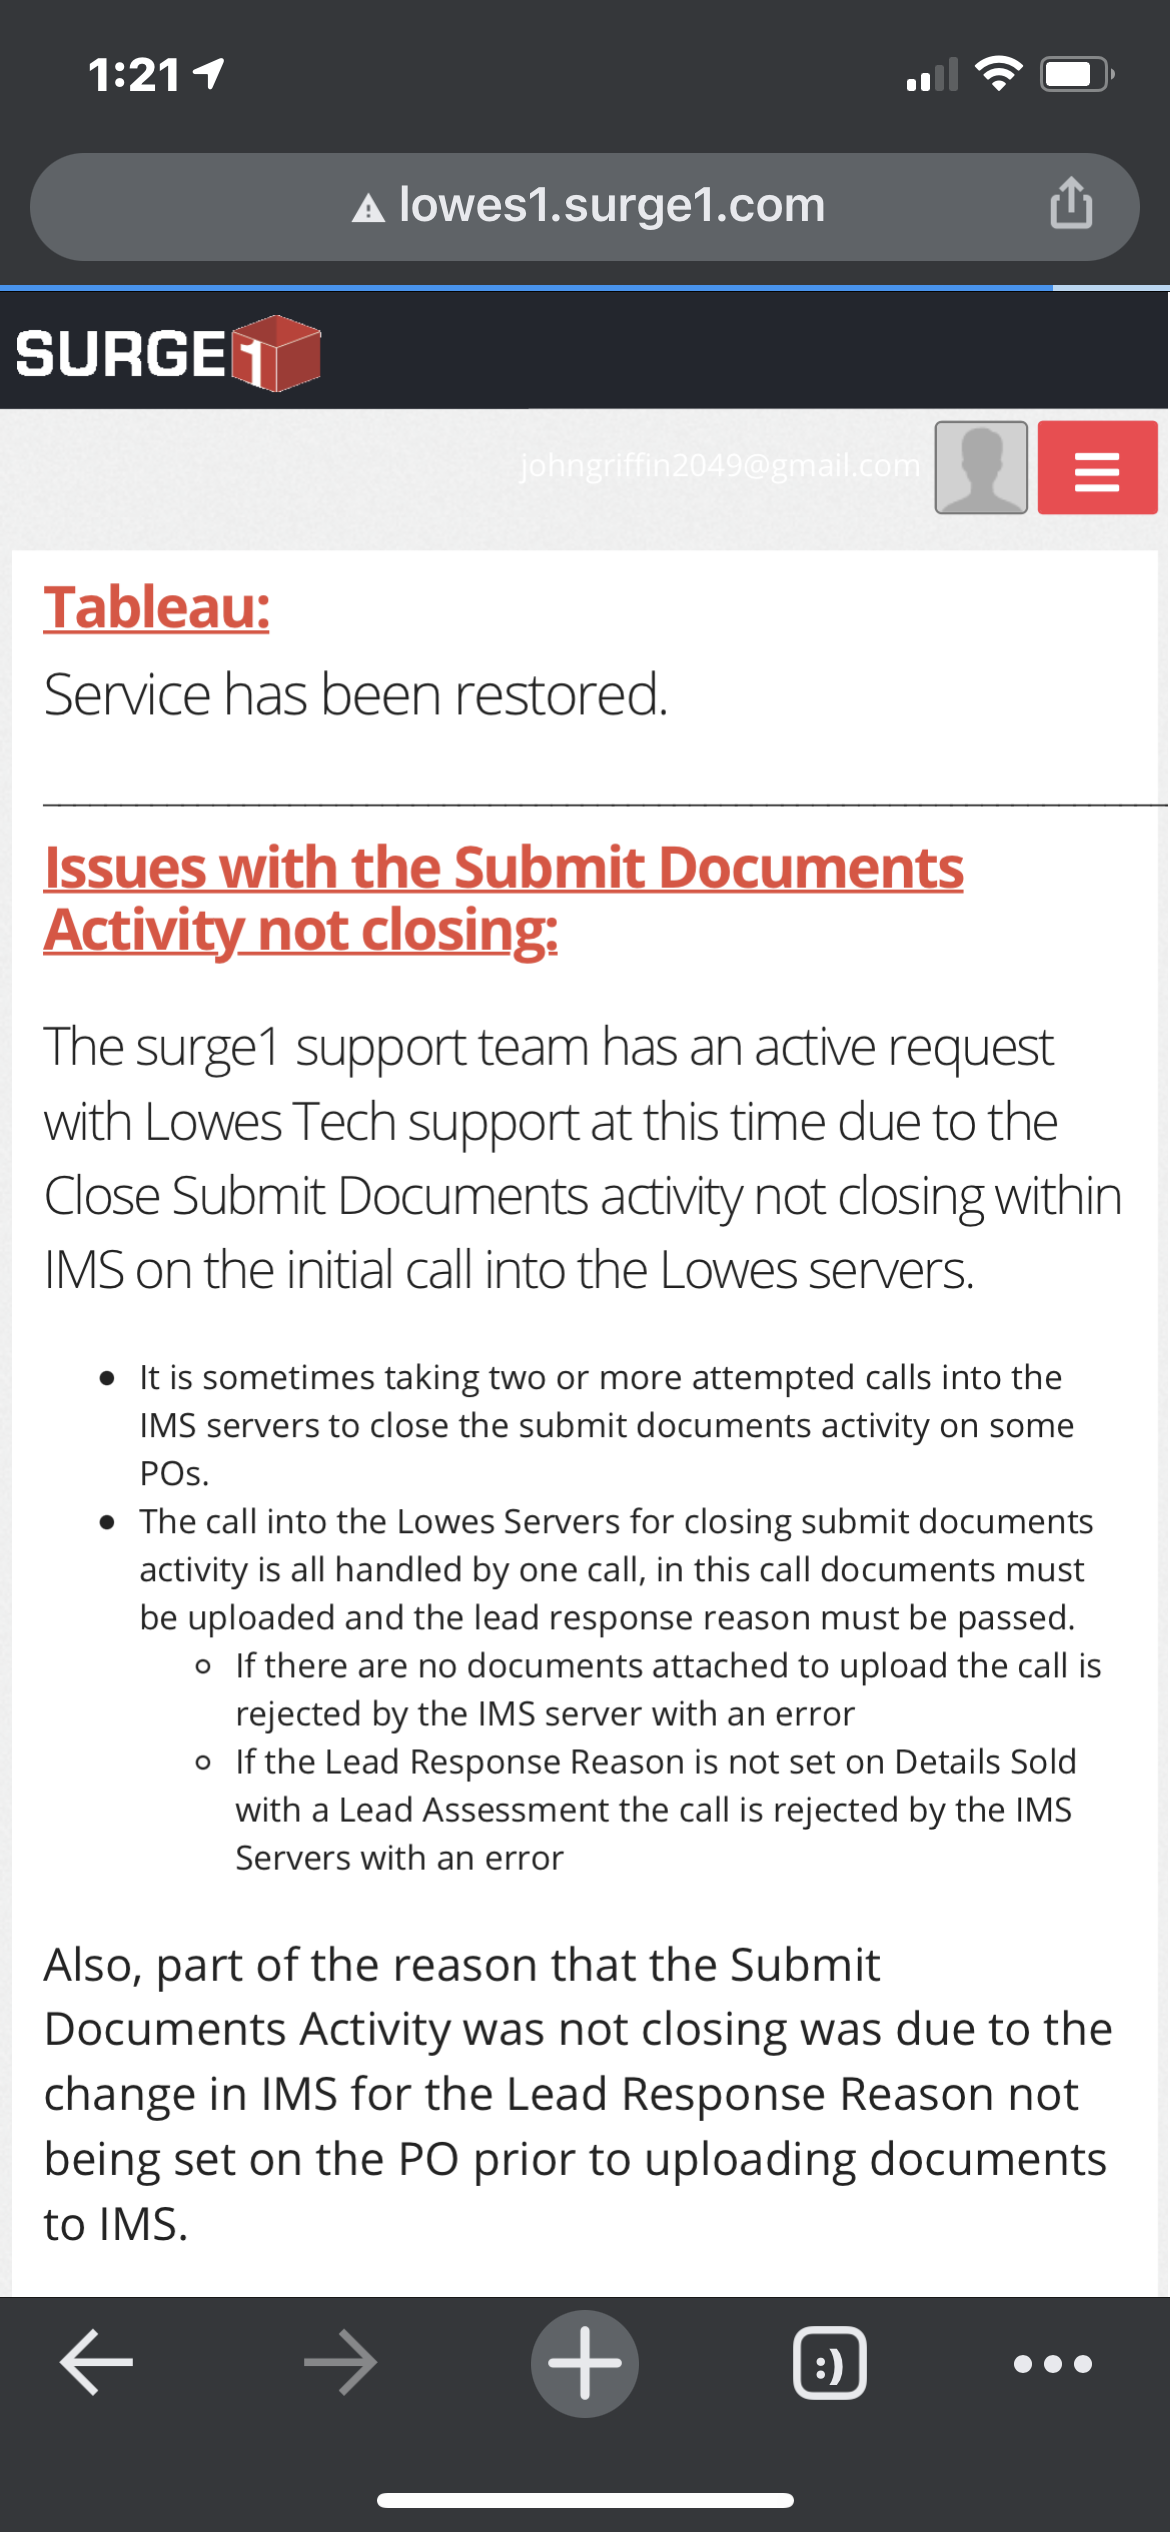 1:21
lowes1.surge1.com
SURGE1
johngriffin2049@gmail.com
Tableau:
Service has been restored.
Issues with the Submit Documents
Activity not closing:
The surge1 support team has an active request
with Lowes Tech support at this time due to the
Close Submit Documents activity not closing within
IMS on the initial call into the Lowes servers.
• It is sometimes taking two or more attempted calls into the
IMS servers to close the submit documents activity on some
POs.
• The call into the Lowes Servers for closing submit documents
activity is all handled by one call, in this call documents must
be uploaded and the lead response reason must be passed.
◦ If there are no documents attached to upload the call is
rejected by the IMS server with an error
◦ If the Lead Response Reason is not set on Details Sold
with a Lead Assessment the call is rejected by the IMS
Servers with an error
Also, part of the reason that the Submit
Documents Activity was not closing was due to the
change in IMS for the Lead Response Reason not
being set on the PO prior to uploading documents
to IMS.
:)